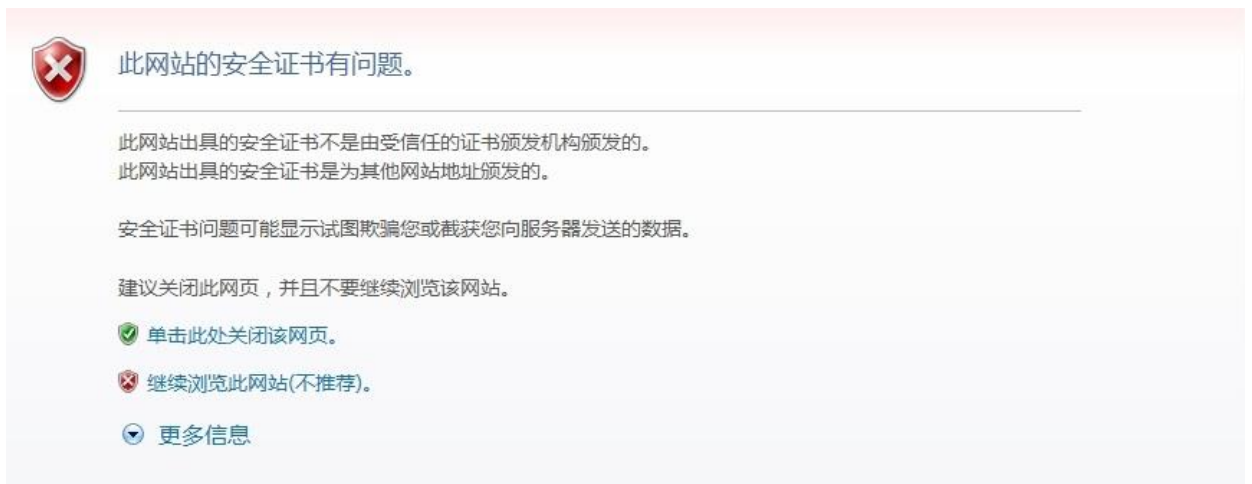 此网站的安全证书有问题。
此网站出具的安全证书不是由受信任的证书颁发机构颁发的。
此网站出具的安全证书是为其他网站地址颁发的。
安全证书问题可能显示试图欺骗您或截获您向服务器发送的数据。
建议关闭此网页，并且不要继续浏览该网站。
单击此处关闭该网页。
继续浏览此网站(不推荐)。
更多信息